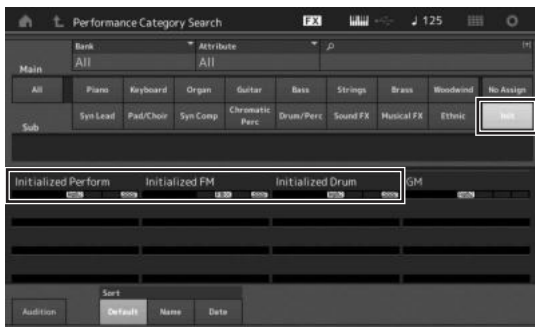 Performance Category Search FX ♩ 125
Bank Attribute
Main All All
All Piano Keyboard Organ Guitar Bass Strings Brass Woodwind No Assign
Syn Lead Pad/Choir Syn Comp Chromatic Perc Drum/Perc Sound FX Musical FX Ethnic Init
Sub
Initialized Perform Initialized FM Initialized Drum GM
Sort
Audition Default Name Date